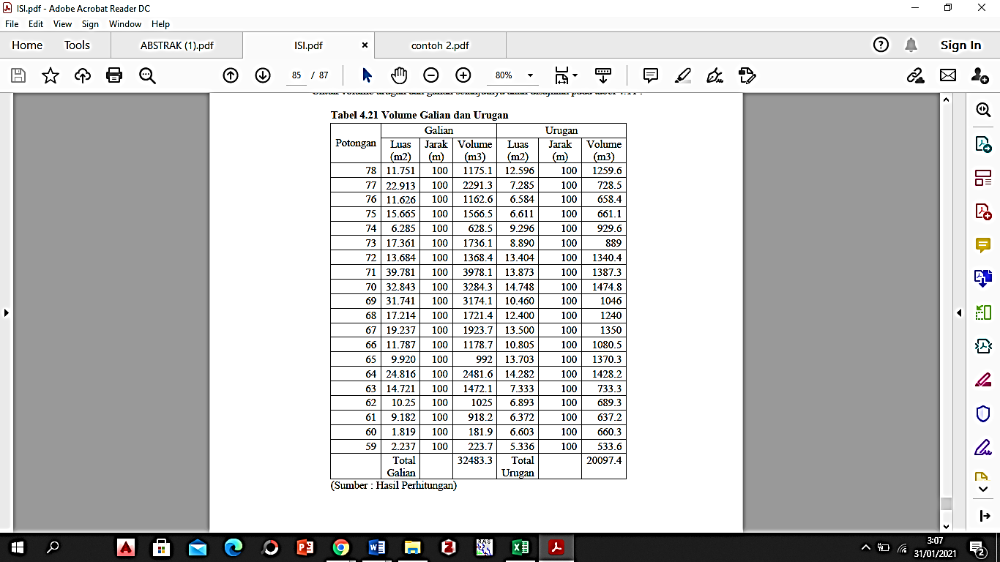 ISI.pdf - Adobe Acrobat Reader DC
File Edit View Sign Window Help
Home Tools ABSTRAK (1).pdf ISI.pdf × contoh 2.pdf Sign In
85 / 87 80%
Tabel 4.21 Volume Galian dan Urugan
Potongan Galian Urugan
Luas (m2) Jarak (m) Volume (m3) Luas (m2) Jarak (m) Volume (m3)
78 11.751 100 1175.1 12.596 100 1259.6
77 22.913 100 2291.3 7.285 100 728.5
76 11.626 100 1162.6 6.584 100 658.4
75 15.665 100 1566.5 6.611 100 661.1
74 6.285 100 628.5 9.296 100 929.6
73 17.361 100 1736.1 8.890 100 889
72 13.684 100 1368.4 13.404 100 1340.4
71 39.781 100 3978.1 13.873 100 1387.3
70 32.843 100 3284.3 14.748 100 1474.8
69 31.741 100 3174.1 10.460 100 1046
68 17.214 100 1721.4 12.400 100 1240
67 19.237 100 1923.7 13.500 100 1350
66 11.787 100 1178.7 10.805 100 1080.5
65 9.920 100 992 13.703 100 1370.3
64 24.816 100 2481.6 14.282 100 1428.2
63 14.721 100 1472.1 7.333 100 733.3
62 10.25 100 1025 6.893 100 689.3
61 9.182 100 918.2 6.372 100 637.2
60 1.819 100 181.9 6.603 100 660.3
59 2.237 100 223.7 5.336 100 533.6
Total Galian 32483.3 Total Urugan 20097.4
(Sumber : Hasil Perhitungan)
3:07
31/01/2021
2